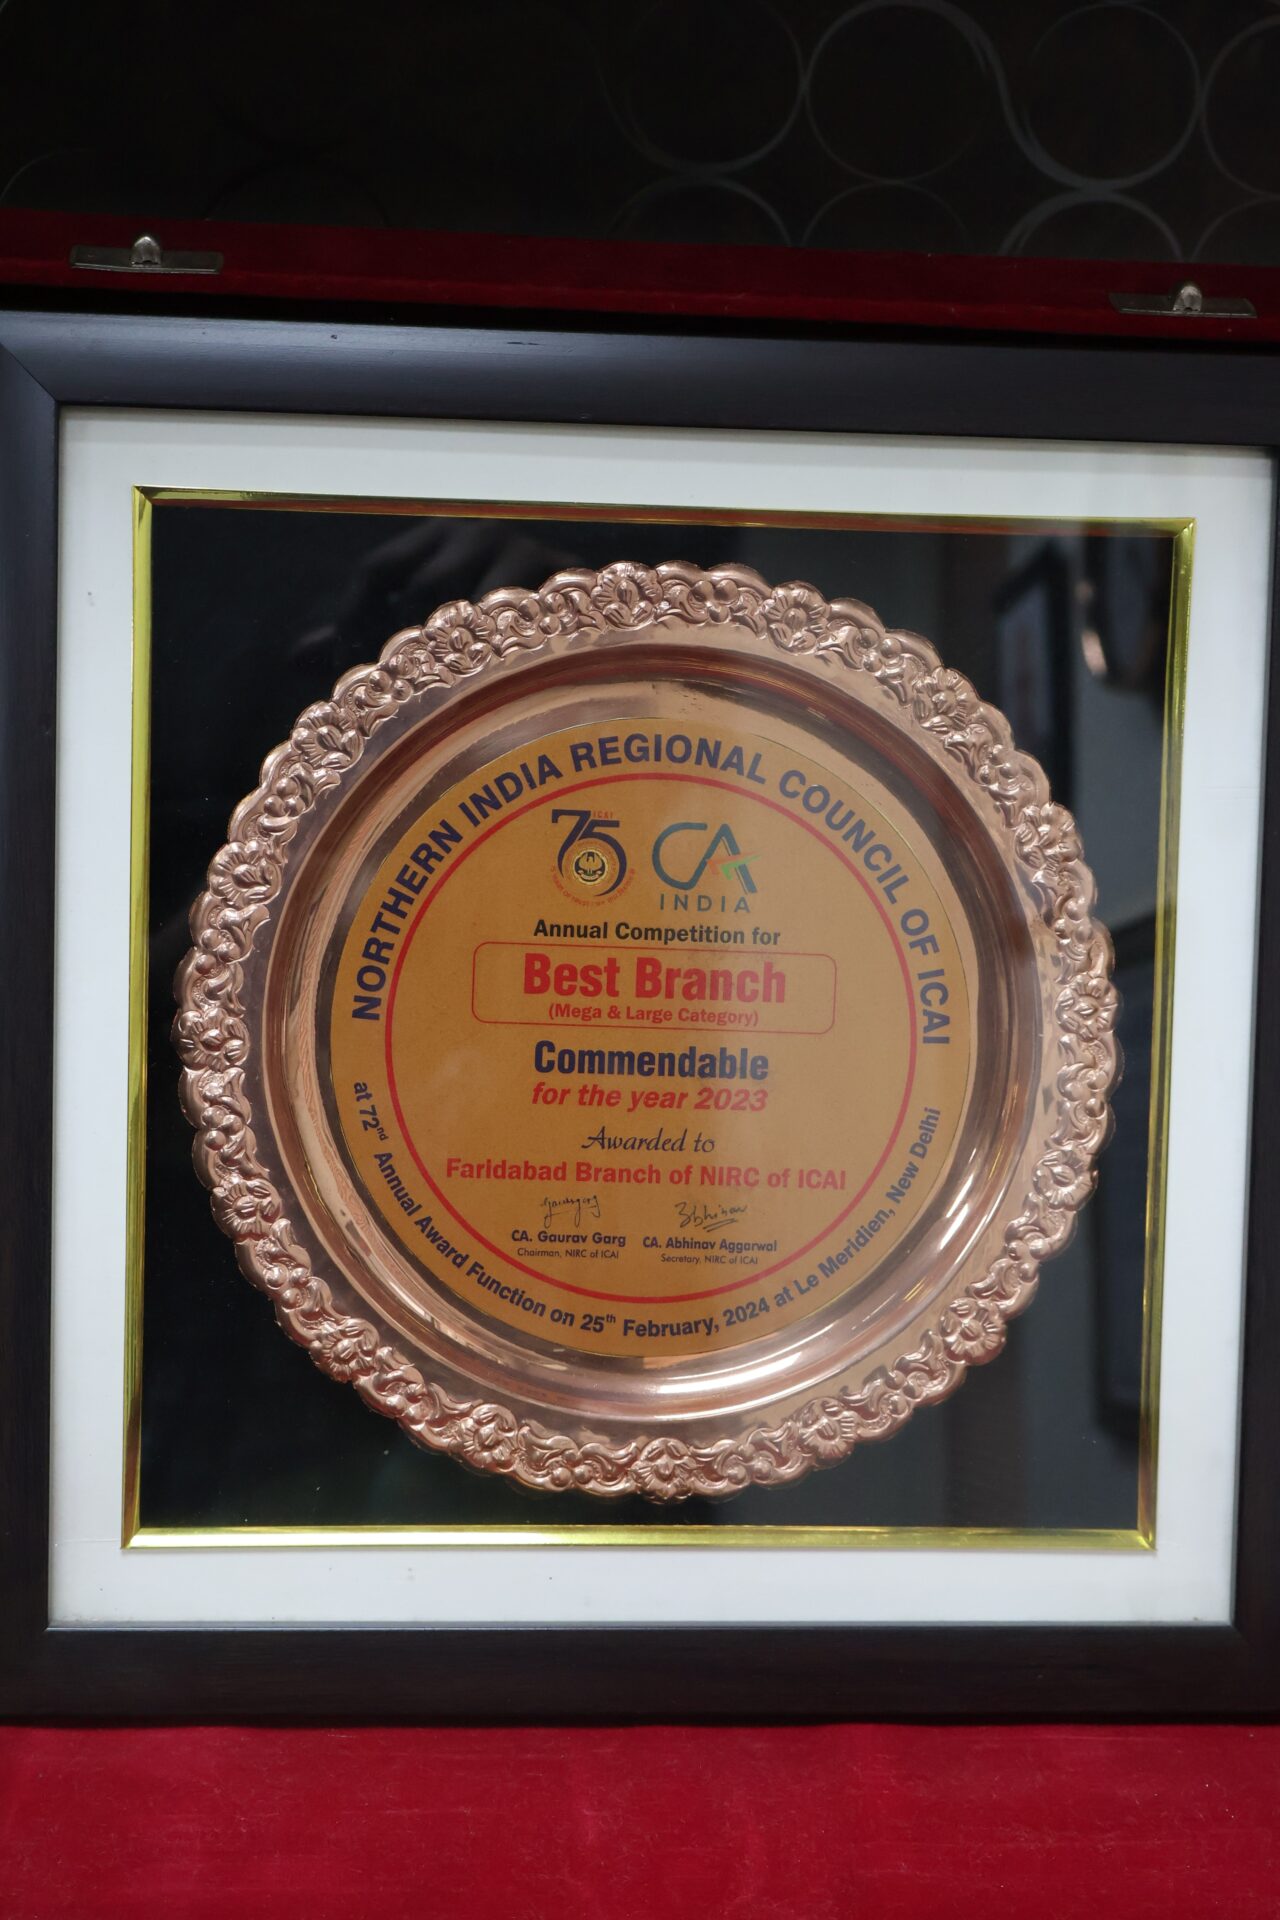 NORTHERN INDIA REGIONAL COUNCIL OF ICAI
ICAI
75
CA
INDIA
Annual Competition for
Best Branch
(Mega & Large Category)
Commendable
for the year 2023
Awarded to
Faridabad Branch of NIRC of ICAI
CA. Gaurav Garg
Chairman, NIRC of ICAI
Abhinav
CA. Abhinav Aggarwal
Secretary, NIRC of ICAI
at 72nd Annual Award Function on 25th February, 2024 at Le Meridien, New Delhi